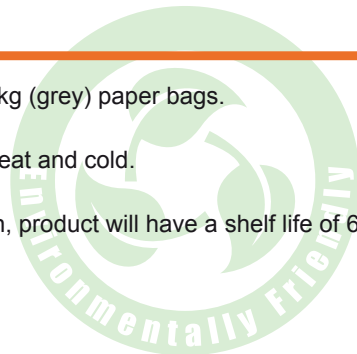 kg (grey) paper bags.
eat and cold.
, product will have a shelf life of 6
Environmentally Friendly